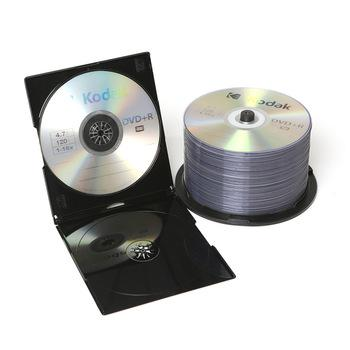 Kodak
4.7
120
1-16x
DVD+R
Kodak
DVD+R